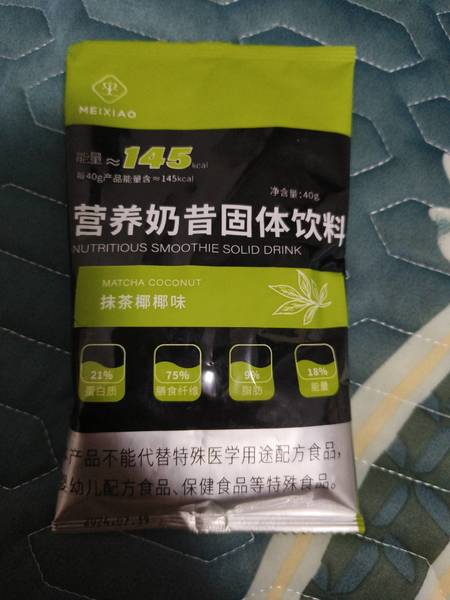 MEIXIAO
能量≈145kcal
每40g产品能量含≈145kcal
净含量:40g
营养奶昔固体饮料
NUTRITIOUS SMOOTHIE SOLID DRINK
MATCHA COCONUT
抹茶椰椰味
21% 75% 9% 18%
蛋白质 膳食纤维 脂肪 能量
产品不能代替特殊医学用途配方食品,
婴幼儿配方食品、保健食品等特殊食品。